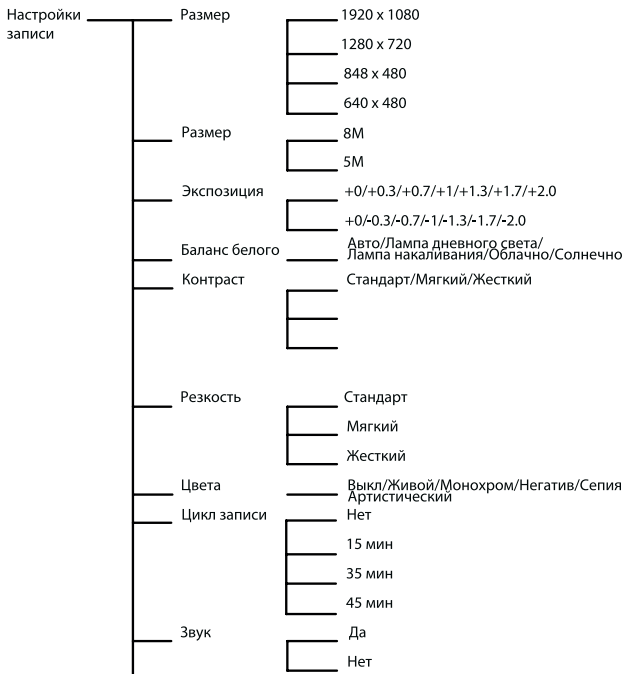 Настройки
записи
Размер
1920 x 1080
1280 x 720
848 x 480
640 x 480
Размер
8M
5M
Экспозиция
+0/+0.3/+0.7/+1/+1.3/+1.7/+2.0
+0/-0.3/-0.7/-1/-1.3/-1.7/-2.0
Баланс белого
Авто/Лампа дневного света/
Лампа накаливания/Облачно/Солнечно
Контраст
Стандарт/Мягкий/Жесткий
Резкость
Стандарт
Мягкий
Жесткий
Цвета
Выкл/Живой/Монохром/Негатив/Сепия
Артистический
Цикл записи
Нет
15 мин
35 мин
45 мин
Звук
Да
Нет